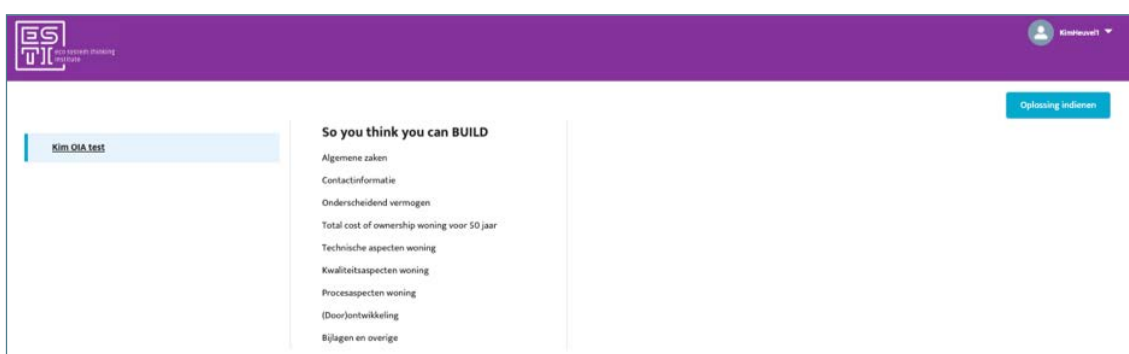 ES
TI eco system thinking
institute
KimHeuvel1
Oplossing indienen
Kim OIA test
So you think you can BUILD
Algemene zaken
Contactinformatie
Onderscheidend vermogen
Total cost of ownership woning voor 50 jaar
Technische aspecten woning
Kwaliteitsaspecten woning
Procesaspecten woning
(Door)ontwikkeling
Bijlagen en overige